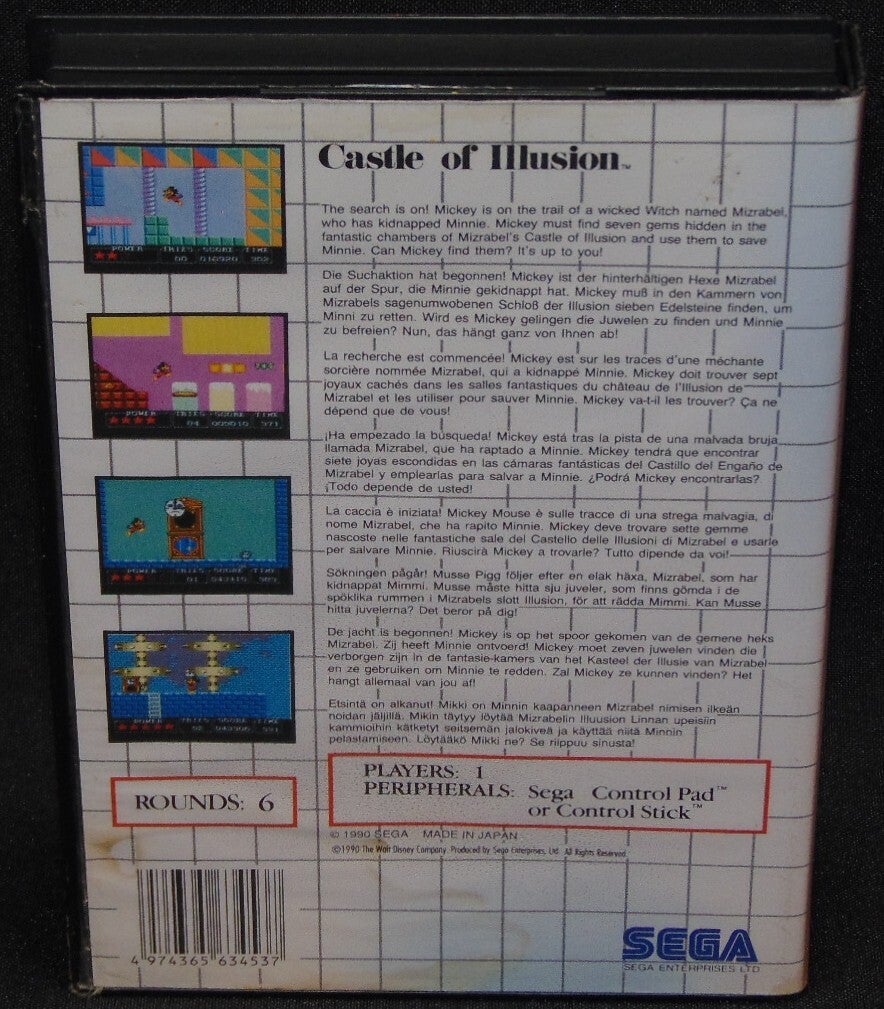 Castle of Illusion™
The search is on! Mickey is on the trail of a wicked Witch named Mizrabel,
who has kidnapped Minnie. Mickey must find seven gems hidden in the
fantastic chambers of Mizrabel's Castle of Illusion and use them to save
Minnie. Can Mickey find them? It's up to you!
Die Suchaktion hat begonnen! Mickey ist der hinterhältigen Hexe Mizrabel
auf der Spur, die Minnie gekidnappt hat. Mickey muß in den Kammern von
Mizrabels sagenumwobenen Schloß der Illusion sieben Edelsteine finden, um
Minni zu retten. Wird es Mickey gelingen die Juwelen zu finden und Minnie
zu befreien? Nun, das hängt ganz von Ihnen ab!
La recherche est commencée! Mickey est sur les traces d'une méchante
sorcière nommée Mizrabel, qui a kidnappé Minnie. Mickey doit trouver sept
joyaux cachés dans les salles fantastiques du château de l'Illusion de
Mizrabel et les utiliser pour sauver Minnie. Mickey va-t-il les trouver? Ça ne
dépend que de vous!
¡Ha empezado la búsqueda! Mickey está tras la pista de una malvada bruja
llamada Mizrabel, que ha raptado a Minnie. Mickey tendrá que encontrar
siete joyas escondidas en las cámaras fantásticas del Castillo del Engaño de
Mizrabel y emplearlas para salvar a Minnie. ¿Podrá Mickey encontrarlas?
¡Todo depende de usted!
La caccia è iniziata! Mickey Mouse è sulle tracce di una strega malvagia, di
nome Mizrabel, che ha rapito Minnie. Mickey deve trovare sette gemme
nascoste nelle fantastiche sale del Castello delle Illusioni di Mizrabel e usarle
per salvare Minnie. Riuscirà Mickey a trovarle? Tutto dipende da voi!
Sökningen pågår! Musse Pigg följer efter en elak häxa, Mizrabel, som har
kidnappat Mimmi. Musse måste hitta sju juveler, som finns gömda i de
spöklika rummen i Mizrabels slott Illusion, för att rädda Mimmi. Kan Musse
hitta juvelerna? Det beror på dig!
De jacht is begonnen! Mickey is op het spoor gekomen van de gemene heks
Mizrabel. Zij heeft Minnie ontvoerd! Mickey moet zeven juwelen vinden die
verborgen zijn in de fantasie-kamers van het Kasteel der Illusie van Mizrabel
en ze gebruiken om Minnie te redden. Zal Mickey ze kunnen vinden? Het
hangt allemaal van jou af!
Etsintä on alkanut! Mikki on Minnin kaapanneen Mizrabel nimisen ilkeän
noidan jäljillä. Mikin täytyy löytää Mizrabelin Illuusion Linnan upeisiin
kammioihin kätketyt seitsemän jalokiveä ja käyttää niitä Minnin
pelastamiseen. Löytääkö Mikki ne? Se riippuu sinusta!
POWER TRIES SCORE TIME
POWER TRIES SCORE TIME
04 005010 371
POWER TRIES SCORE TIME
01
POWER TRIES SCORE TIME
02
ROUNDS: 6
PLAYERS: 1
PERIPHERALS: Sega Control Pad™
or Control Stick™
© 1990 SEGA MADE IN JAPAN
©1990 The Walt Disney Company. Produced by Sega Enterprises, Ltd. All Rights Reserved.
4 974365 634537
SEGA
SEGA ENTERPRISES LTD